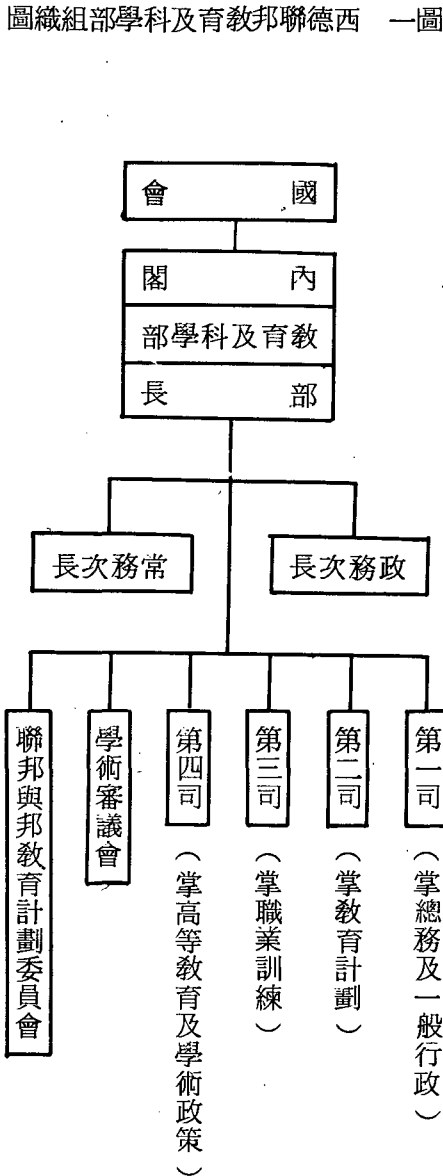 圖一　西德聯邦教育及科學部組織圖
國會
內閣
教育及科學部
部長
政務次長
常務次長
第一司（掌總務及一般行政）
第二司（掌教育計劃）
第三司（掌職業訓練）
第四司（掌高等教育及學術政策）
學術審議會
聯邦與邦教育計劃委員會